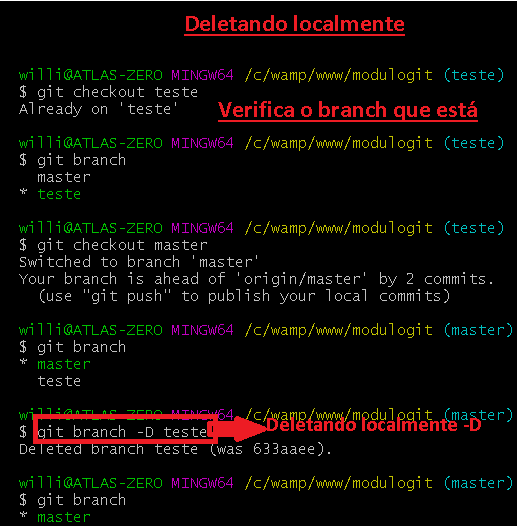 Deletando localmente
willi@ATLAS-ZERO MINGW64 /c/wamp/www/modulogit (teste)
$ git checkout teste
Already on 'teste'
Verifica o branch que está
willi@ATLAS-ZERO MINGW64 /c/wamp/www/modulogit (teste)
$ git branch
  master
* teste
willi@ATLAS-ZERO MINGW64 /c/wamp/www/modulogit (teste)
$ git checkout master
Switched to branch 'master'
Your branch is ahead of 'origin/master' by 2 commits.
  (use "git push" to publish your local commits)
willi@ATLAS-ZERO MINGW64 /c/wamp/www/modulogit (master)
$ git branch
* master
  teste
willi@ATLAS-ZERO MINGW64 /c/wamp/www/modulogit (master)
$ git branch -D teste
Deletando localmente -D
Deleted branch teste (was 633aaee).
willi@ATLAS-ZERO MINGW64 /c/wamp/www/modulogit (master)
$ git branch
* master